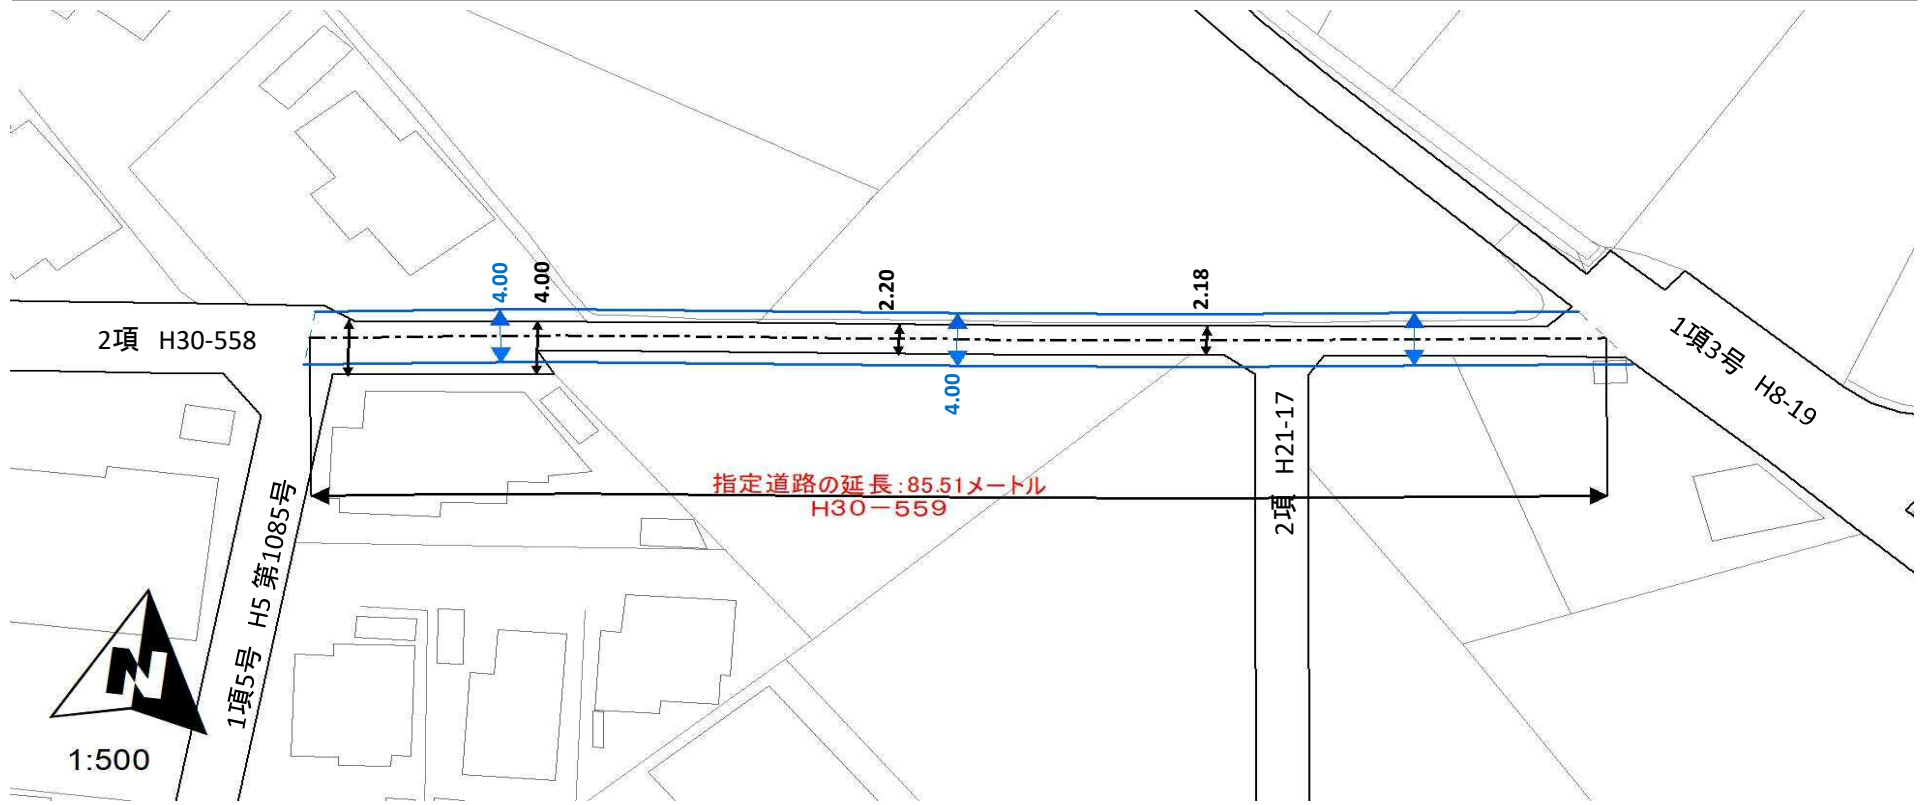 4.00
4.00
2.20
2.18
2項 H30-558
4.00
1項3号 H8-19
2項 H21-17
指定道路の延長:85.51メートル
H30-559
1項5号 H5 第1085号
N
1:500